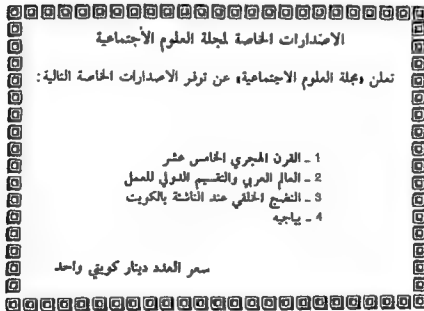 الاصدارات الخاصة لمجلة العلوم الأجتماعية
تعلن «مجلة العلوم الاجتماعية» عن توفر الاصدارات الخاصة التالية :
1 ـ القرن الهجري الخامس عشر
2 ـ العالم العربي والتقسيم الدولي للعمل
3 ـ النضج الخلقي عند الناشئة بالكويت
4 ـ بياجيه
سعر العدد دينار كويتي واحد